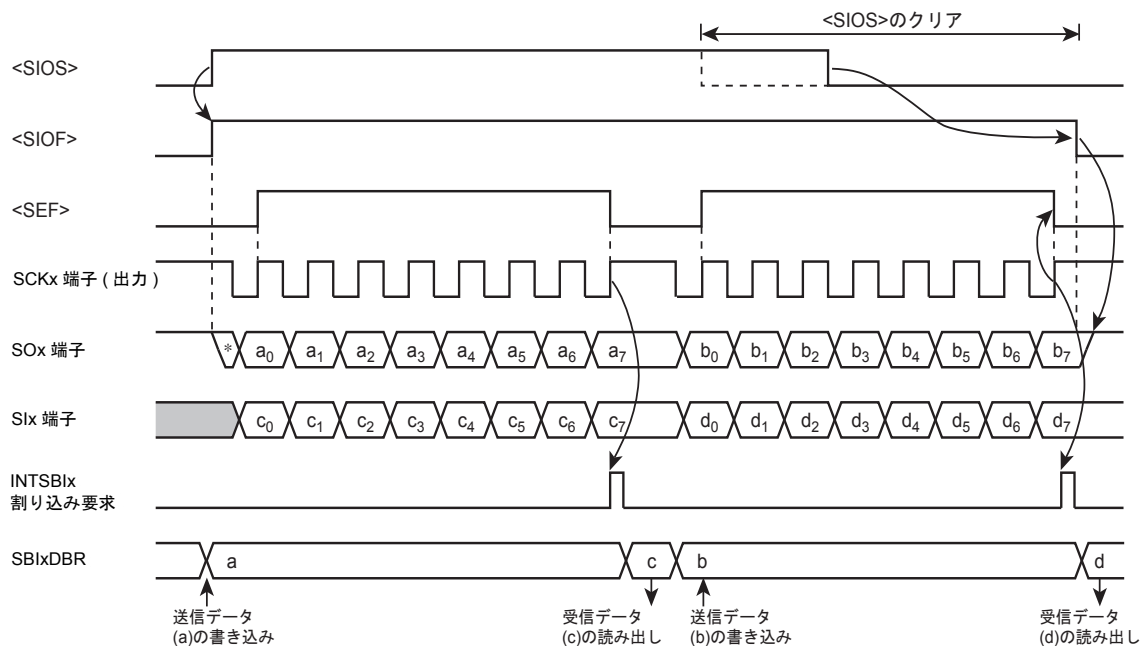 <SIOS>のクリア
<SIOS>
<SIOF>
<SEF>
SCKx 端子 ( 出力 )
SOx 端子
* a0 a1 a2 a3 a4 a5 a6 a7 b0 b1 b2 b3 b4 b5 b6 b7
SIx 端子
c0 c1 c2 c3 c4 c5 c6 c7 d0 d1 d2 d3 d4 d5 d6 d7
INTSBIx
割り込み要求
SBIxDBR
a c b d
送信データ
(a)の書き込み
受信データ
(c)の読み出し
送信データ
(b)の書き込み
受信データ
(d)の読み出し